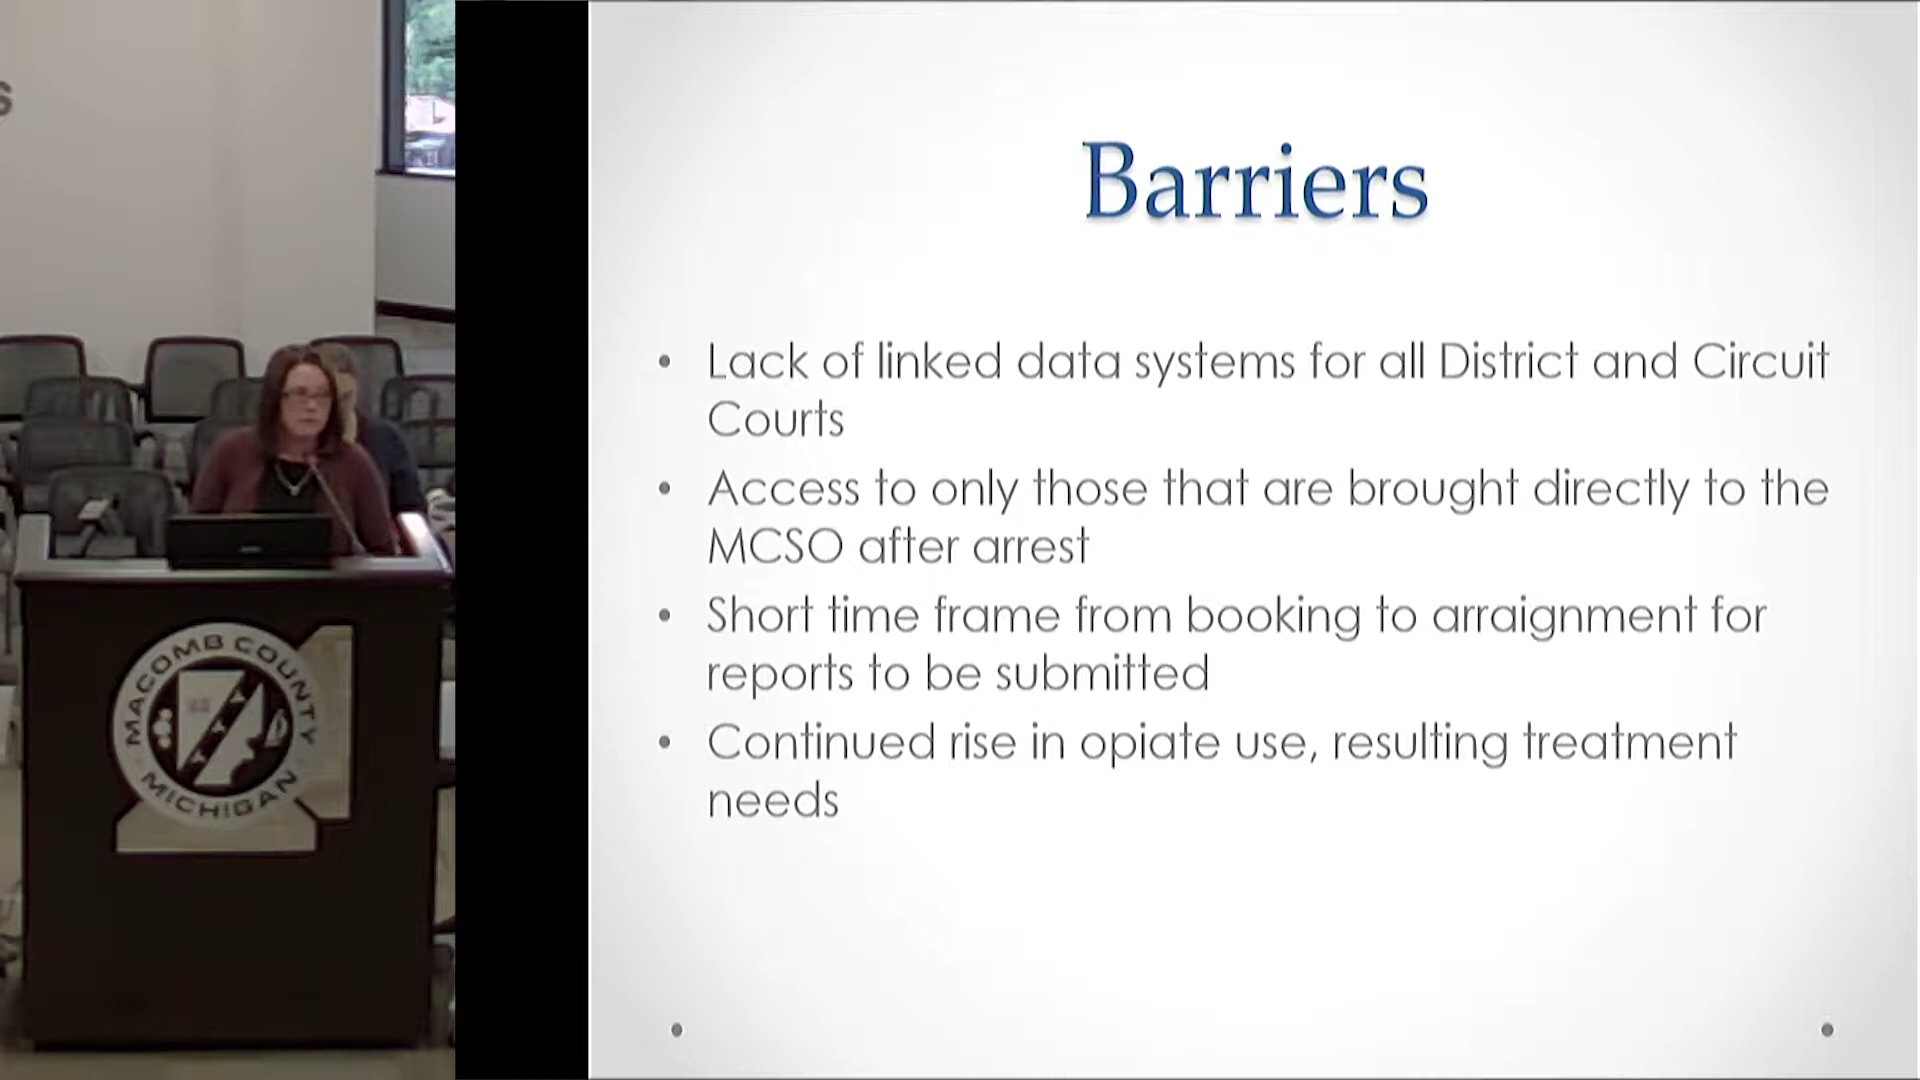 s
MACOMB COUNTY
MICHIGAN
Barriers
• Lack of linked data systems for all District and Circuit
Courts
• Access to only those that are brought directly to the
MCSO after arrest
• Short time frame from booking to arraignment for
reports to be submitted
• Continued rise in opiate use, resulting treatment
needs